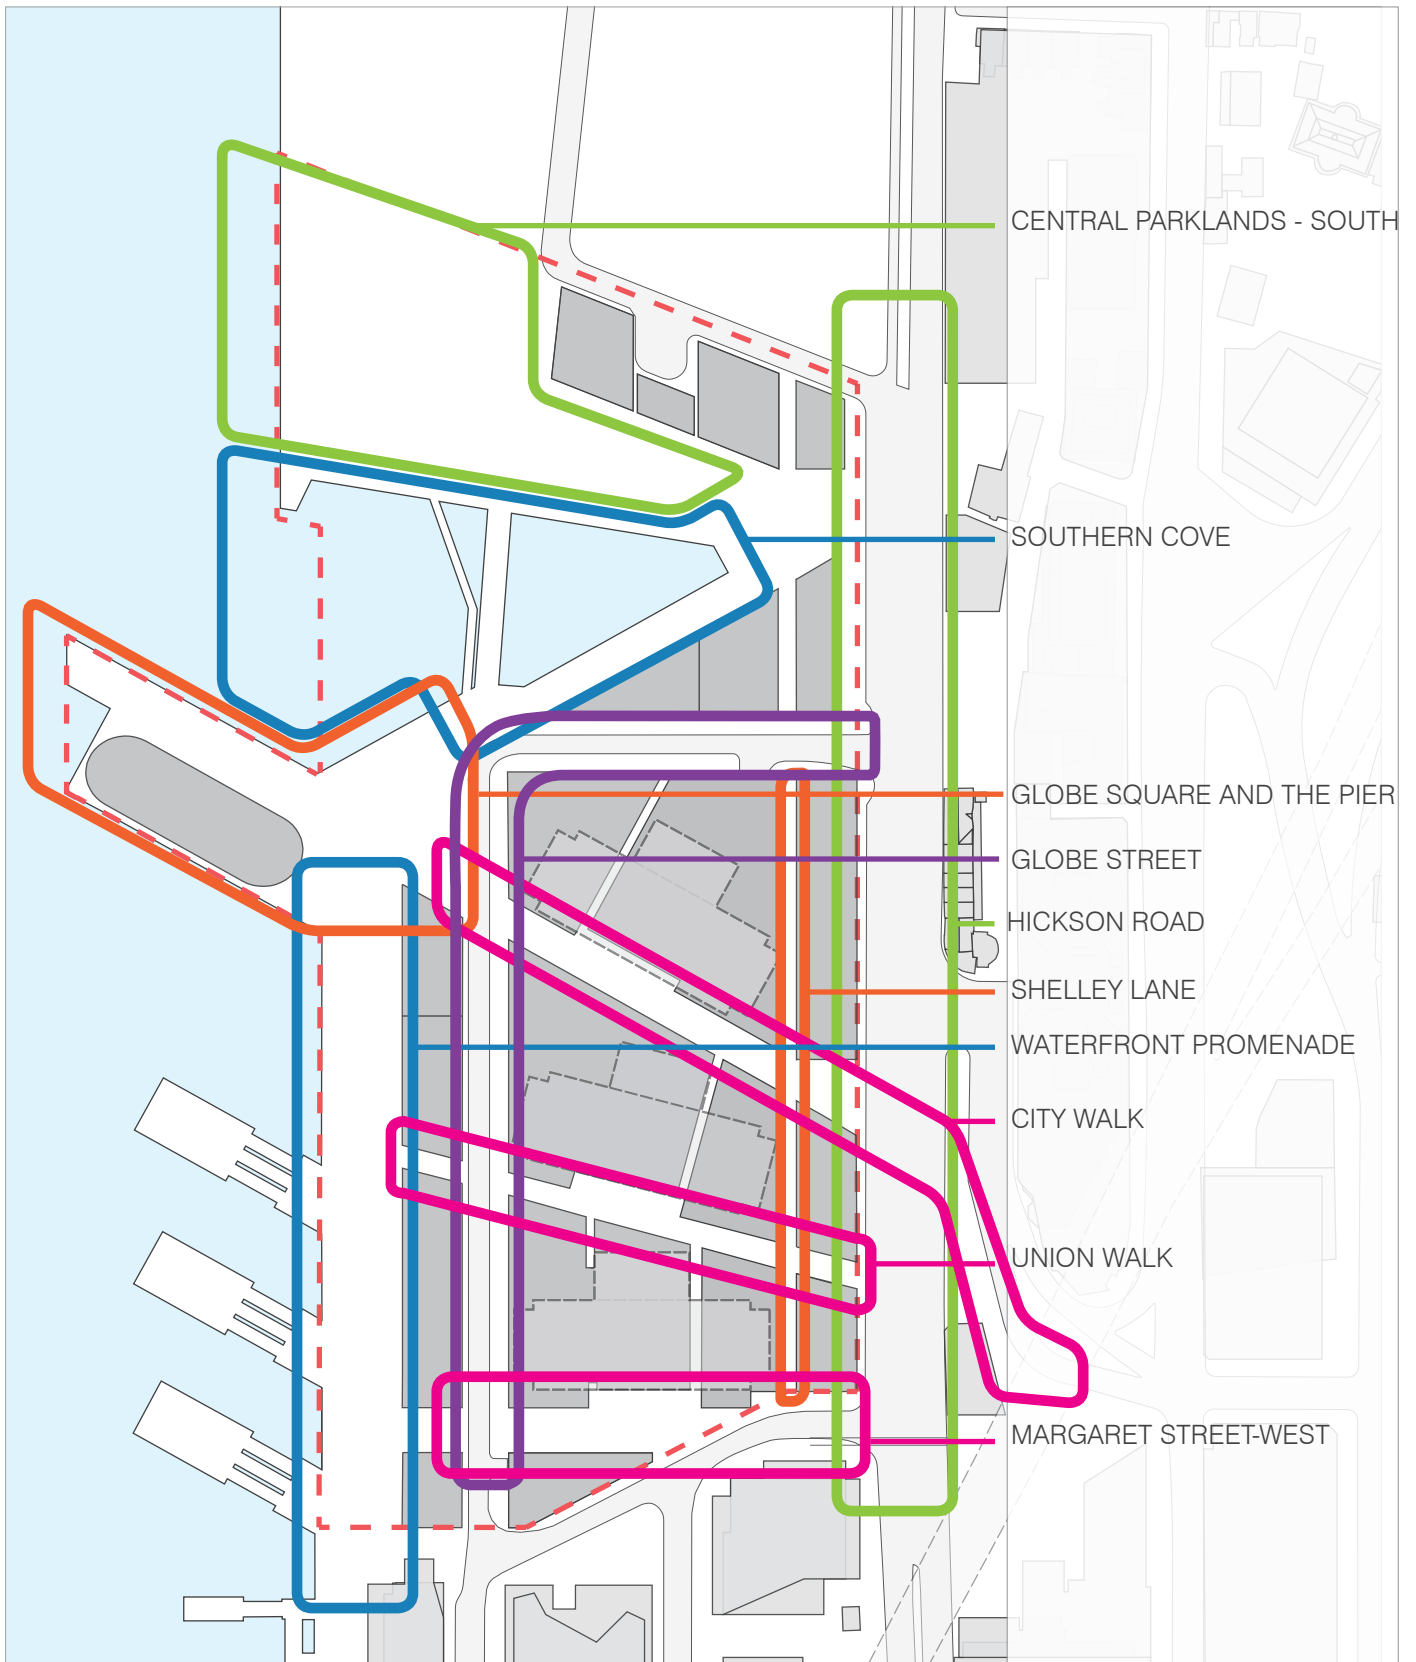 CENTRAL PARKLANDS - SOUTH
SOUTHERN COVE
GLOBE SQUARE AND THE PIER
GLOBE STREET
HICKSON ROAD
SHELLEY LANE
WATERFRONT PROMENADE
CITY WALK
UNION WALK
MARGARET STREET-WEST